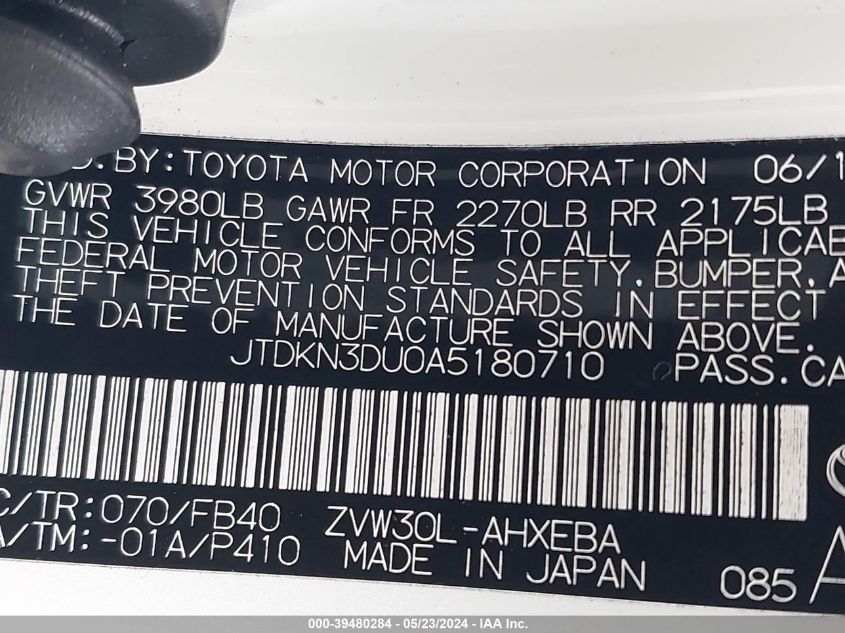 D. BY: TOYOTA MOTOR CORPORATION 06/1
GVWR 3980LB GAWR FR 2270LB RR 2175LB
THIS VEHICLE CONFORMS TO ALL APPLICAB
FEDERAL MOTOR VEHICLE SAFETY, BUMPER, A
THEFT PREVENTION STANDARDS IN EFFECT
THE DATE OF MANUFACTURE SHOWN ABOVE.
JTDKN3DU0A5180710 PASS.CA
C/TR: 070/FB40 ZVW30L-AHXEBA
A/TM: -01A/P410 MADE IN JAPAN 085 A
000-39480284 - 05/23/2024 - IAA Inc.